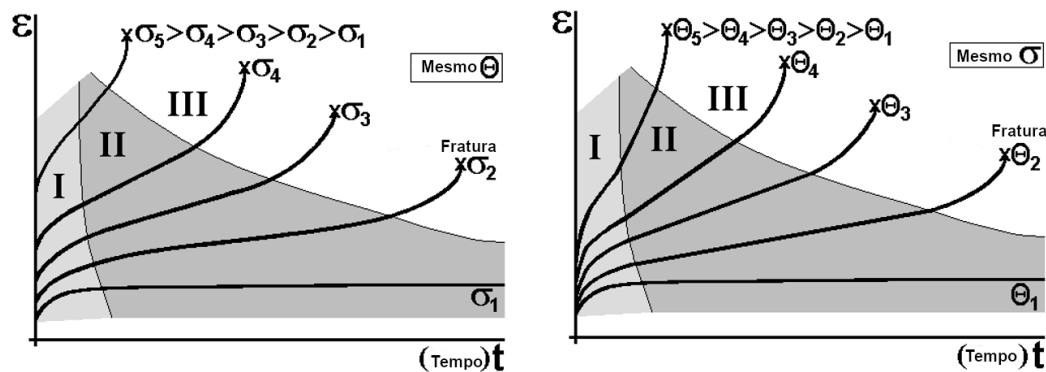 ε
xσ5>σ4>σ3>σ2>σ1
Mesmo Θ
xσ4
III
xσ3
II
Fratura
xσ2
I
σ1
(Tempo)t
ε
xΘ5>Θ4>Θ3>Θ2>Θ1
Mesmo σ
xΘ4
III
xΘ3
II
Fratura
xΘ2
I
Θ1
(Tempo)t